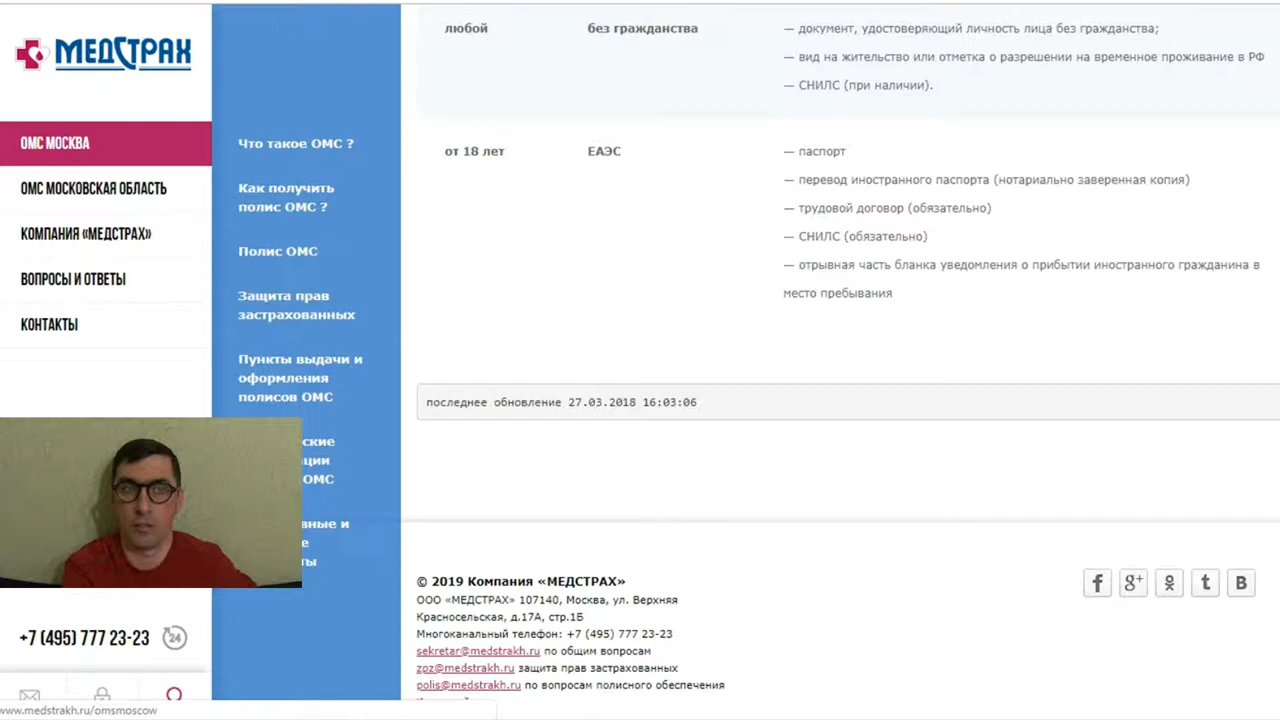 МЕДСТРАХ
ОМС МОСКВА
ОМС МОСКОВСКАЯ ОБЛАСТЬ
КОМПАНИЯ «МЕДСТРАХ»
ВОПРОСЫ И ОТВЕТЫ
КОНТАКТЫ
+7 (495) 777 23-23
24
www.medstrakh.ru/omsmoscow
Что такое ОМС ?
Как получить
полис ОМС ?
Полис ОМС
Защита прав
застрахованных
Пункты выдачи и
оформления
полисов ОМС
ские
ции
ОМС
вные и
е
ты
любой
без гражданства
— документ, удостоверяющий личность лица без гражданства;
— вид на жительство или отметка о разрешении на временное проживание в РФ
— СНИЛС (при наличии).
от 18 лет
ЕАЭС
— паспорт
— перевод иностранного паспорта (нотариально заверенная копия)
— трудовой договор (обязательно)
— СНИЛС (обязательно)
— отрывная часть бланка уведомления о прибытии иностранного гражданина в
место пребывания
последнее обновление 27.03.2018 16:03:06
© 2019 Компания «МЕДСТРАХ»
ООО «МЕДСТРАХ» 107140, Москва, ул. Верхняя
Красносельская, д.17А, стр.1Б
Многоканальный телефон: +7 (495) 777 23-23
sekretar@medstrakh.ru по общим вопросам
zpz@medstrakh.ru защита прав застрахованных
polis@medstrakh.ru по вопросам полисного обеспечения
f g+ t B